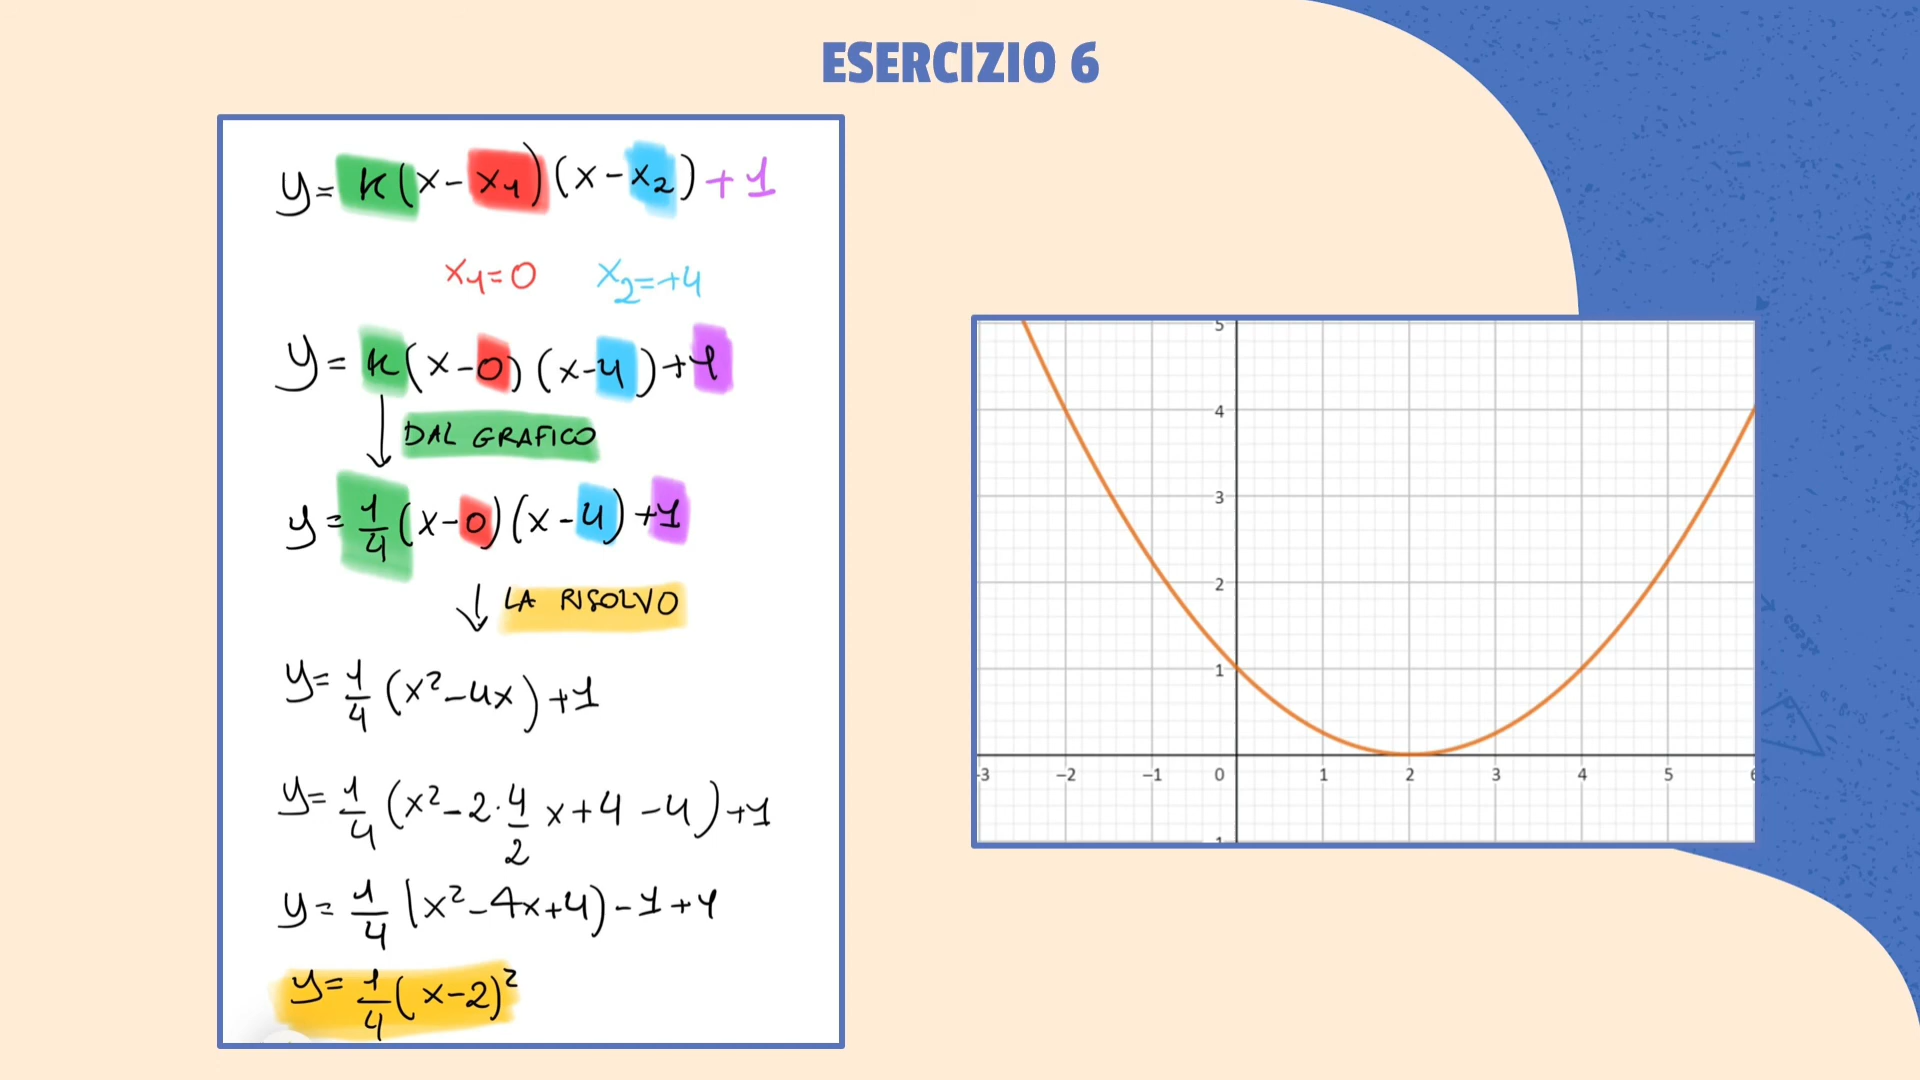 ESERCIZIO 6
y = k(x - x₁)(x - x₂) + 1
x₁ = 0    x₂ = +4
y = k(x-0)(x-4)+1
DAL GRAFICO
y = 1/4 (x-0)(x-4)+1
LA RISOLVO
y = 1/4 (x²-4x)+1
y = 1/4 (x²-2·4/2 x+4-4)+1
y = 1/4 (x²-4x+4)-1+1
y = 1/4 (x-2)²
5
4
3
2
1
-3 -2 -1 0 1 2 3 4 5 6